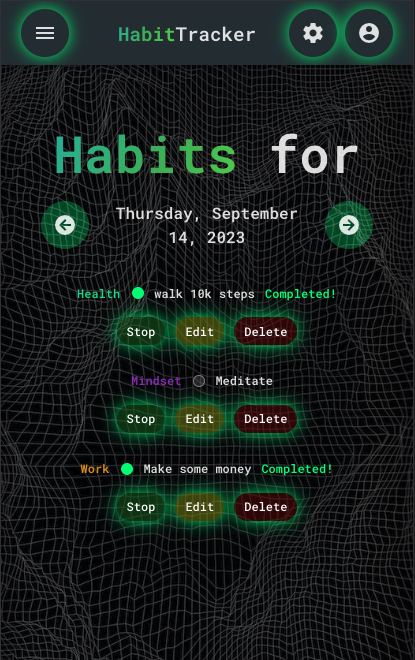 HabitTracker
Habits for
Thursday, September
14, 2023
Health walk 10k steps Completed!
Stop Edit Delete
Mindset Meditate
Stop Edit Delete
Work Make some money Completed!
Stop Edit Delete